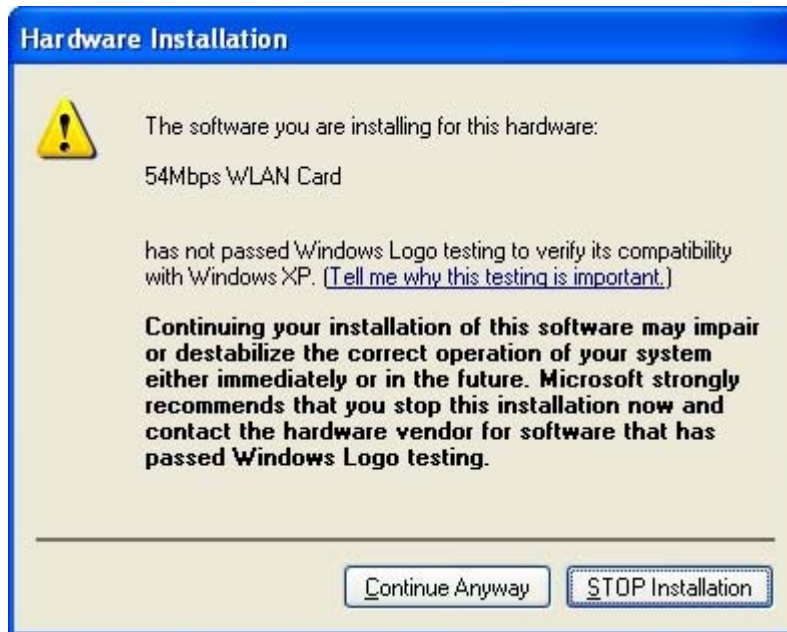 Hardware Installation
The software you are installing for this hardware:
54Mbps WLAN Card
has not passed Windows Logo testing to verify its compatibility
with Windows XP. (Tell me why this testing is important.)
Continuing your installation of this software may impair
or destabilize the correct operation of your system
either immediately or in the future. Microsoft strongly
recommends that you stop this installation now and
contact the hardware vendor for software that has
passed Windows Logo testing.
Continue Anyway
STOP Installation